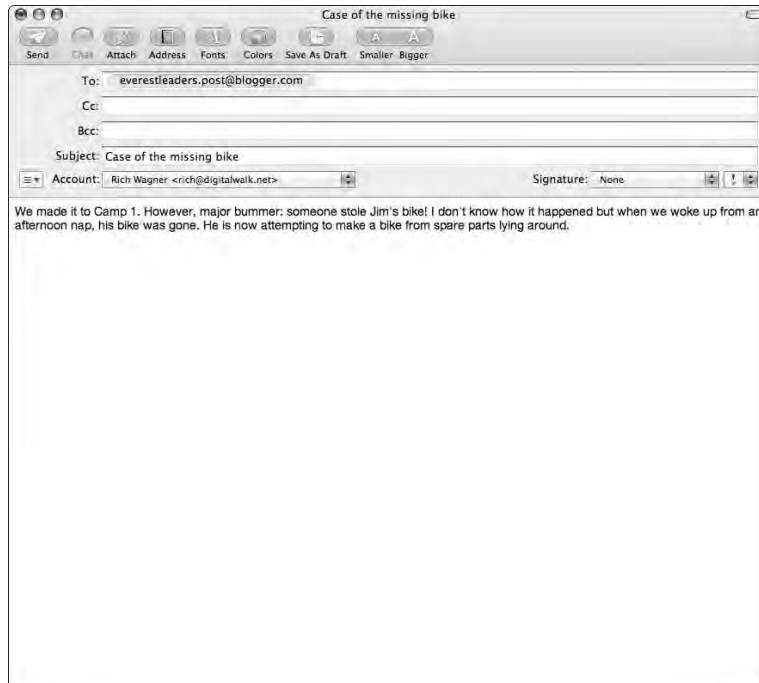 Case of the missing bike
Send Chat Attach Address Fonts Colors Save As Draft Smaller Bigger
To: everestleaders.post@blogger.com
Cc:
Bcc:
Subject: Case of the missing bike
Account: Rich Wagner <rich@digitalwalk.net> Signature: None !
We made it to Camp 1. However, major bummer: someone stole Jim's bike! I don't know how it happened but when we woke up from an
afternoon nap, his bike was gone. He is now attempting to make a bike from spare parts lying around.